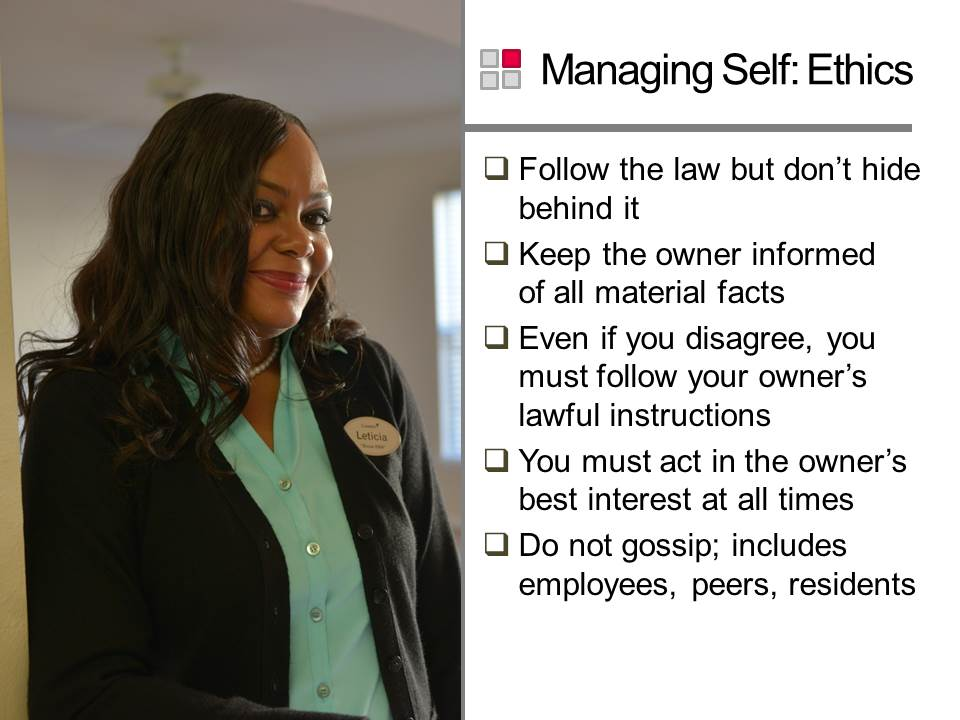 Managing Self: Ethics
Follow the law but don’t hide
behind it
Keep the owner informed
of all material facts
Even if you disagree, you
must follow your owner’s
lawful instructions
You must act in the owner’s
best interest at all times
Do not gossip; includes
employees, peers, residents
Leticia